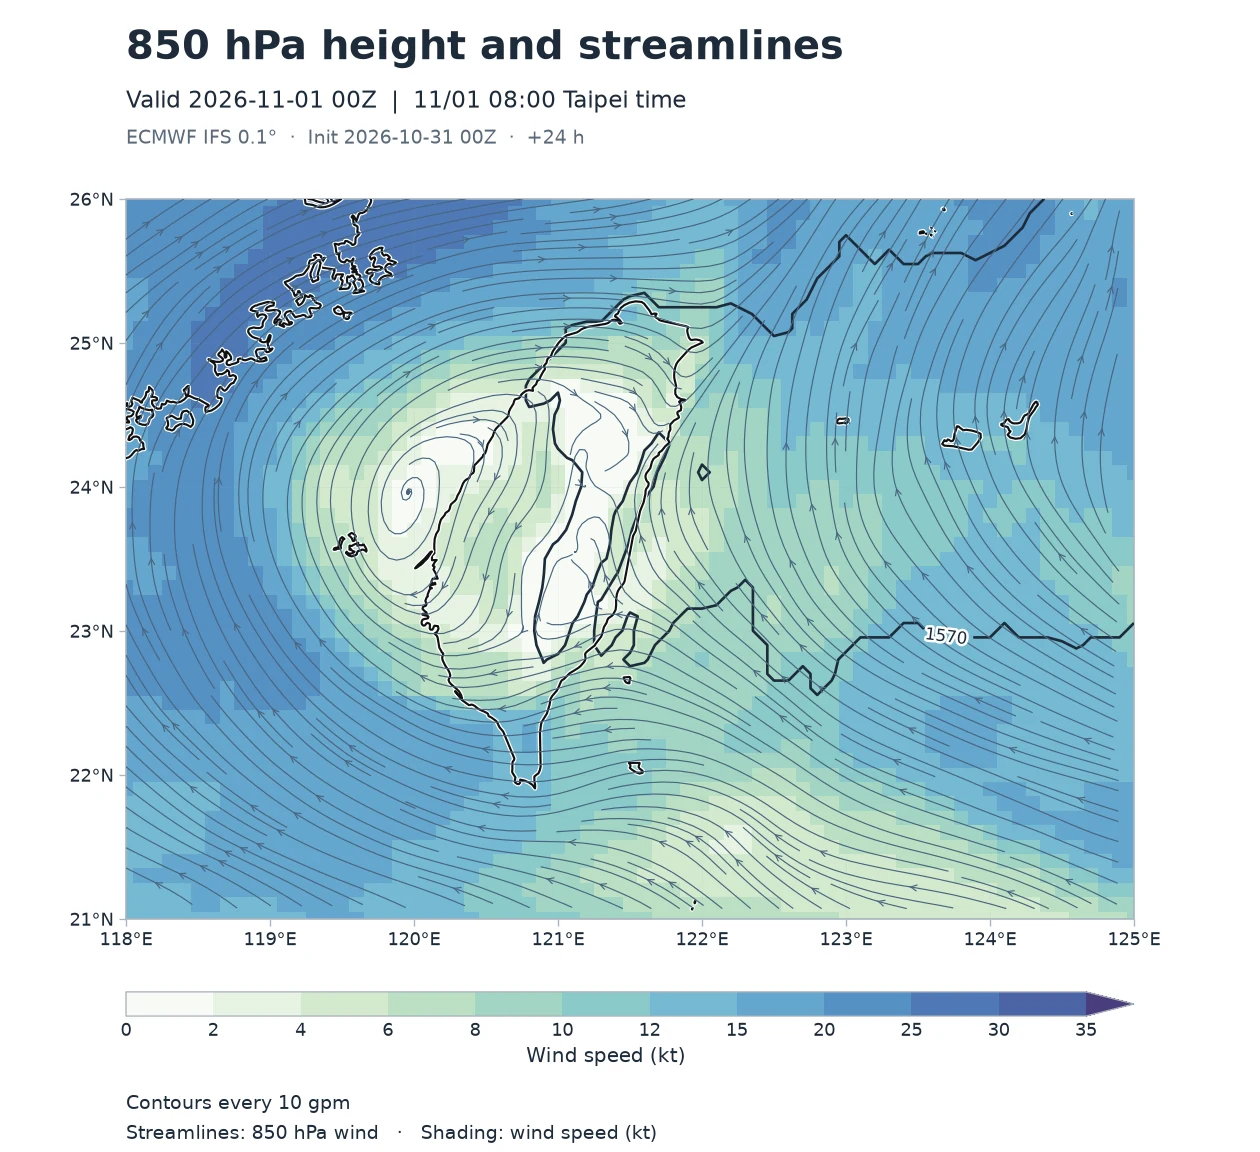 850 hPa height and streamlines
Valid 2026-11-01 00Z | 11/01 08:00 Taipei time
ECMWF IFS 0.1° · Init 2026-10-31 00Z · +24 h
26°N
25°N
24°N
23°N
1570
22°N
21°N
118°E 119°E 120°E 121°E 122°E 123°E 124°E 125°E
0 2 4 6 8 10 12 15 20 25 30 35
Wind speed (kt)
Contours every 10 gpm
Streamlines: 850 hPa wind · Shading: wind speed (kt)